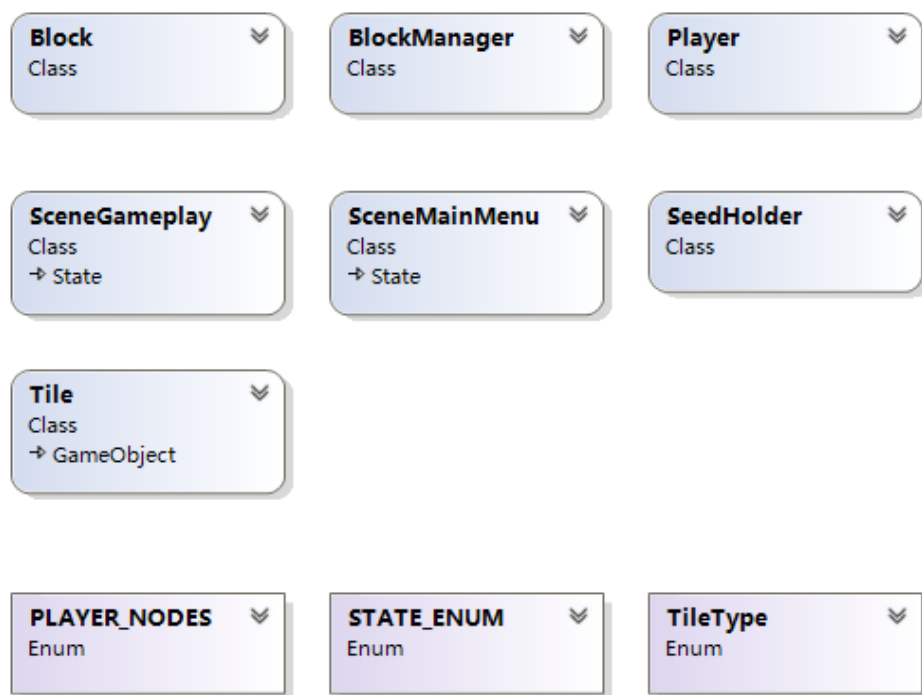 Block
Class
BlockManager
Class
Player
Class
SceneGameplay
Class
State
SceneMainMenu
Class
State
SeedHolder
Class
Tile
Class
GameObject
PLAYER_NODES
Enum
STATE_ENUM
Enum
TileType
Enum